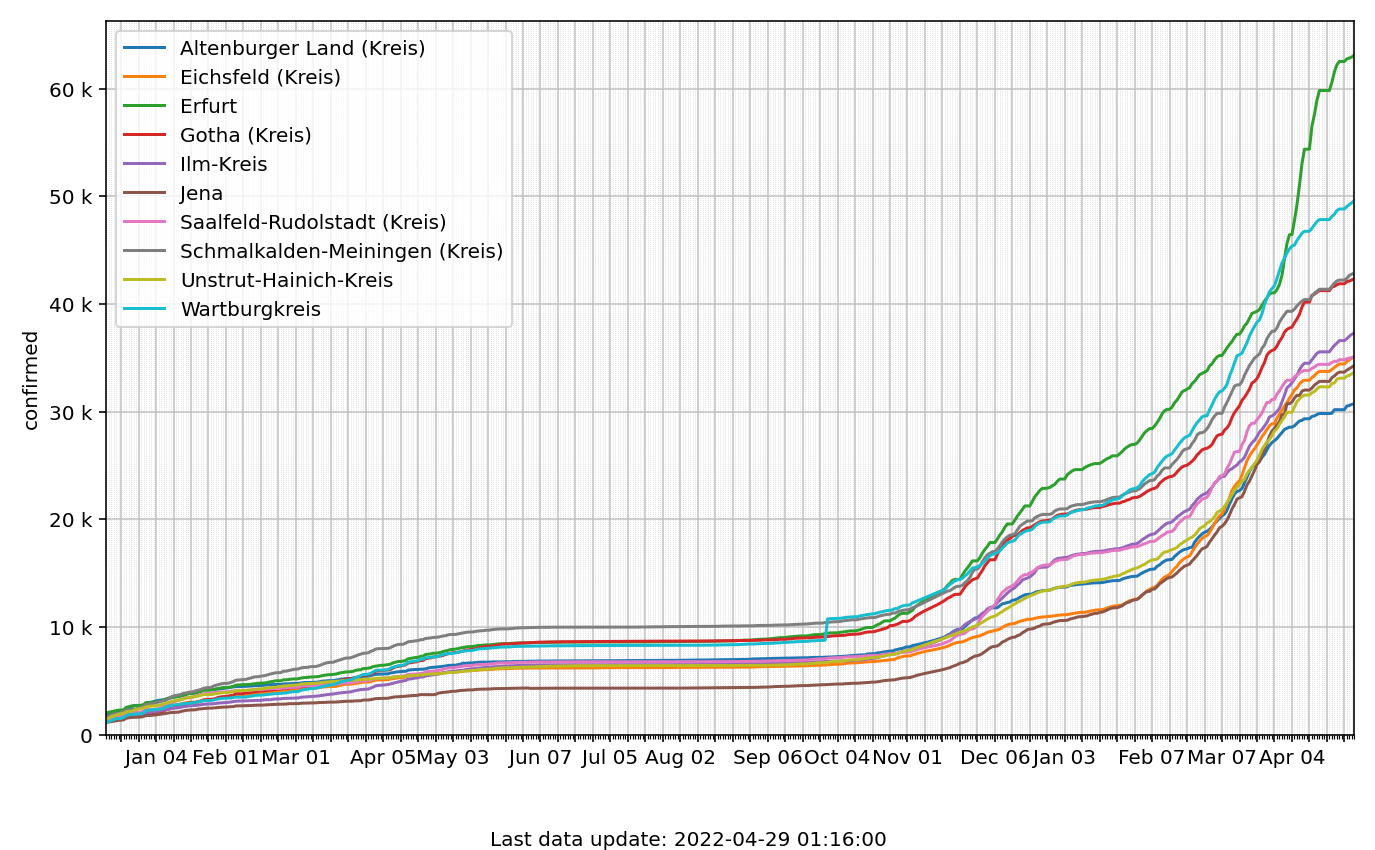 60 k
50 k
40 k
30 k
20 k
10 k
0
confirmed
Altenburger Land (Kreis)
Eichsfeld (Kreis)
Erfurt
Gotha (Kreis)
Ilm-Kreis
Jena
Saalfeld-Rudolstadt (Kreis)
Schmalkalden-Meiningen (Kreis)
Unstrut-Hainich-Kreis
Wartburgkreis
Jan 04 Feb 01 Mar 01 Apr 05 May 03 Jun 07 Jul 05 Aug 02 Sep 06 Oct 04 Nov 01 Dec 06 Jan 03 Feb 07 Mar 07 Apr 04
Last data update: 2022-04-29 01:16:00